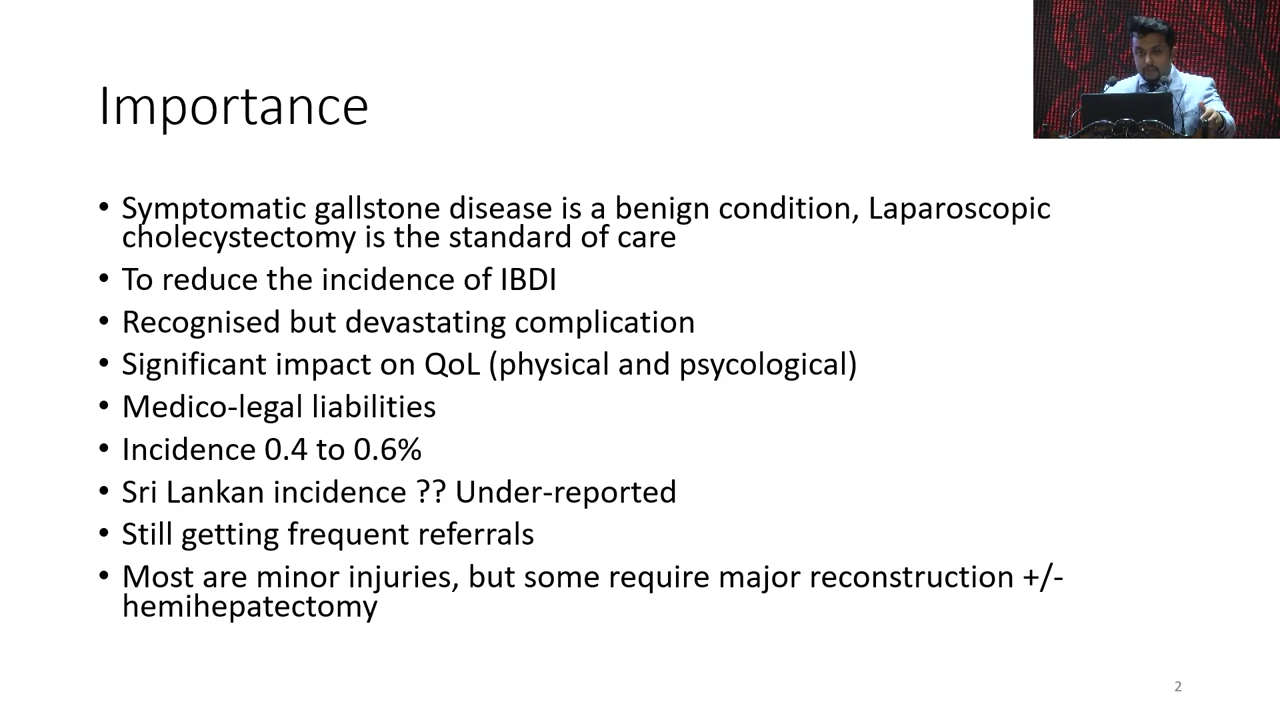 Importance
• Symptomatic gallstone disease is a benign condition, Laparoscopic
cholecystectomy is the standard of care
• To reduce the incidence of IBDI
• Recognised but devastating complication
• Significant impact on QoL (physical and psycological)
• Medico-legal liabilities
• Incidence 0.4 to 0.6%
• Sri Lankan incidence ?? Under-reported
• Still getting frequent referrals
• Most are minor injuries, but some require major reconstruction +/-
hemihepatectomy
2